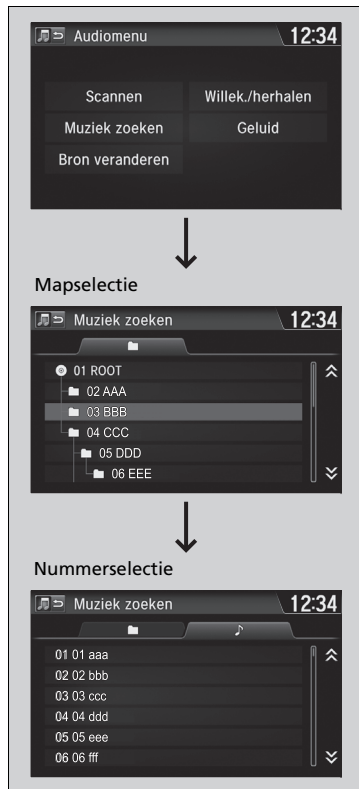 Audiomenu 12:34
Scannen Willek./herhalen
Muziek zoeken Geluid
Bron veranderen
Mapselectie
Muziek zoeken 12:34
01 ROOT
02 AAA
03 BBB
04 CCC
05 DDD
06 EEE
Nummerselectie
Muziek zoeken 12:34
01 01 aaa
02 02 bbb
03 03 ccc
04 04 ddd
05 05 eee
06 06 fff